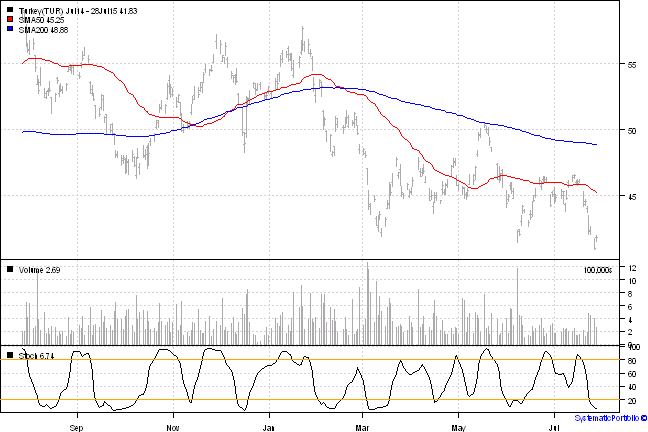 Turkey(TUR) Jul14 - 28Jul15 41.83
SMA50 45.25
SMA200 48.88
55
50
45
Volume 2.69
100,000s
12
10
8
6
4
2
0
Stoch 6.74
100
80
60
40
20
Sep Nov Jan Mar May Jul
SystematicPortfolio ©